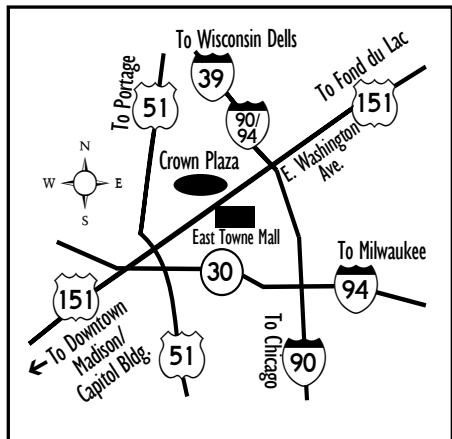 To Wisconsin Dells
39
To Portage
51
To Fond du Lac
151
90/
94
E. Washington
Ave.
Crown Plaza
N
W
E
S
East Towne Mall
To Milwaukee
30
94
151
To Downtown
Madison/
Capitol Bldg.
51
To Chicago
90